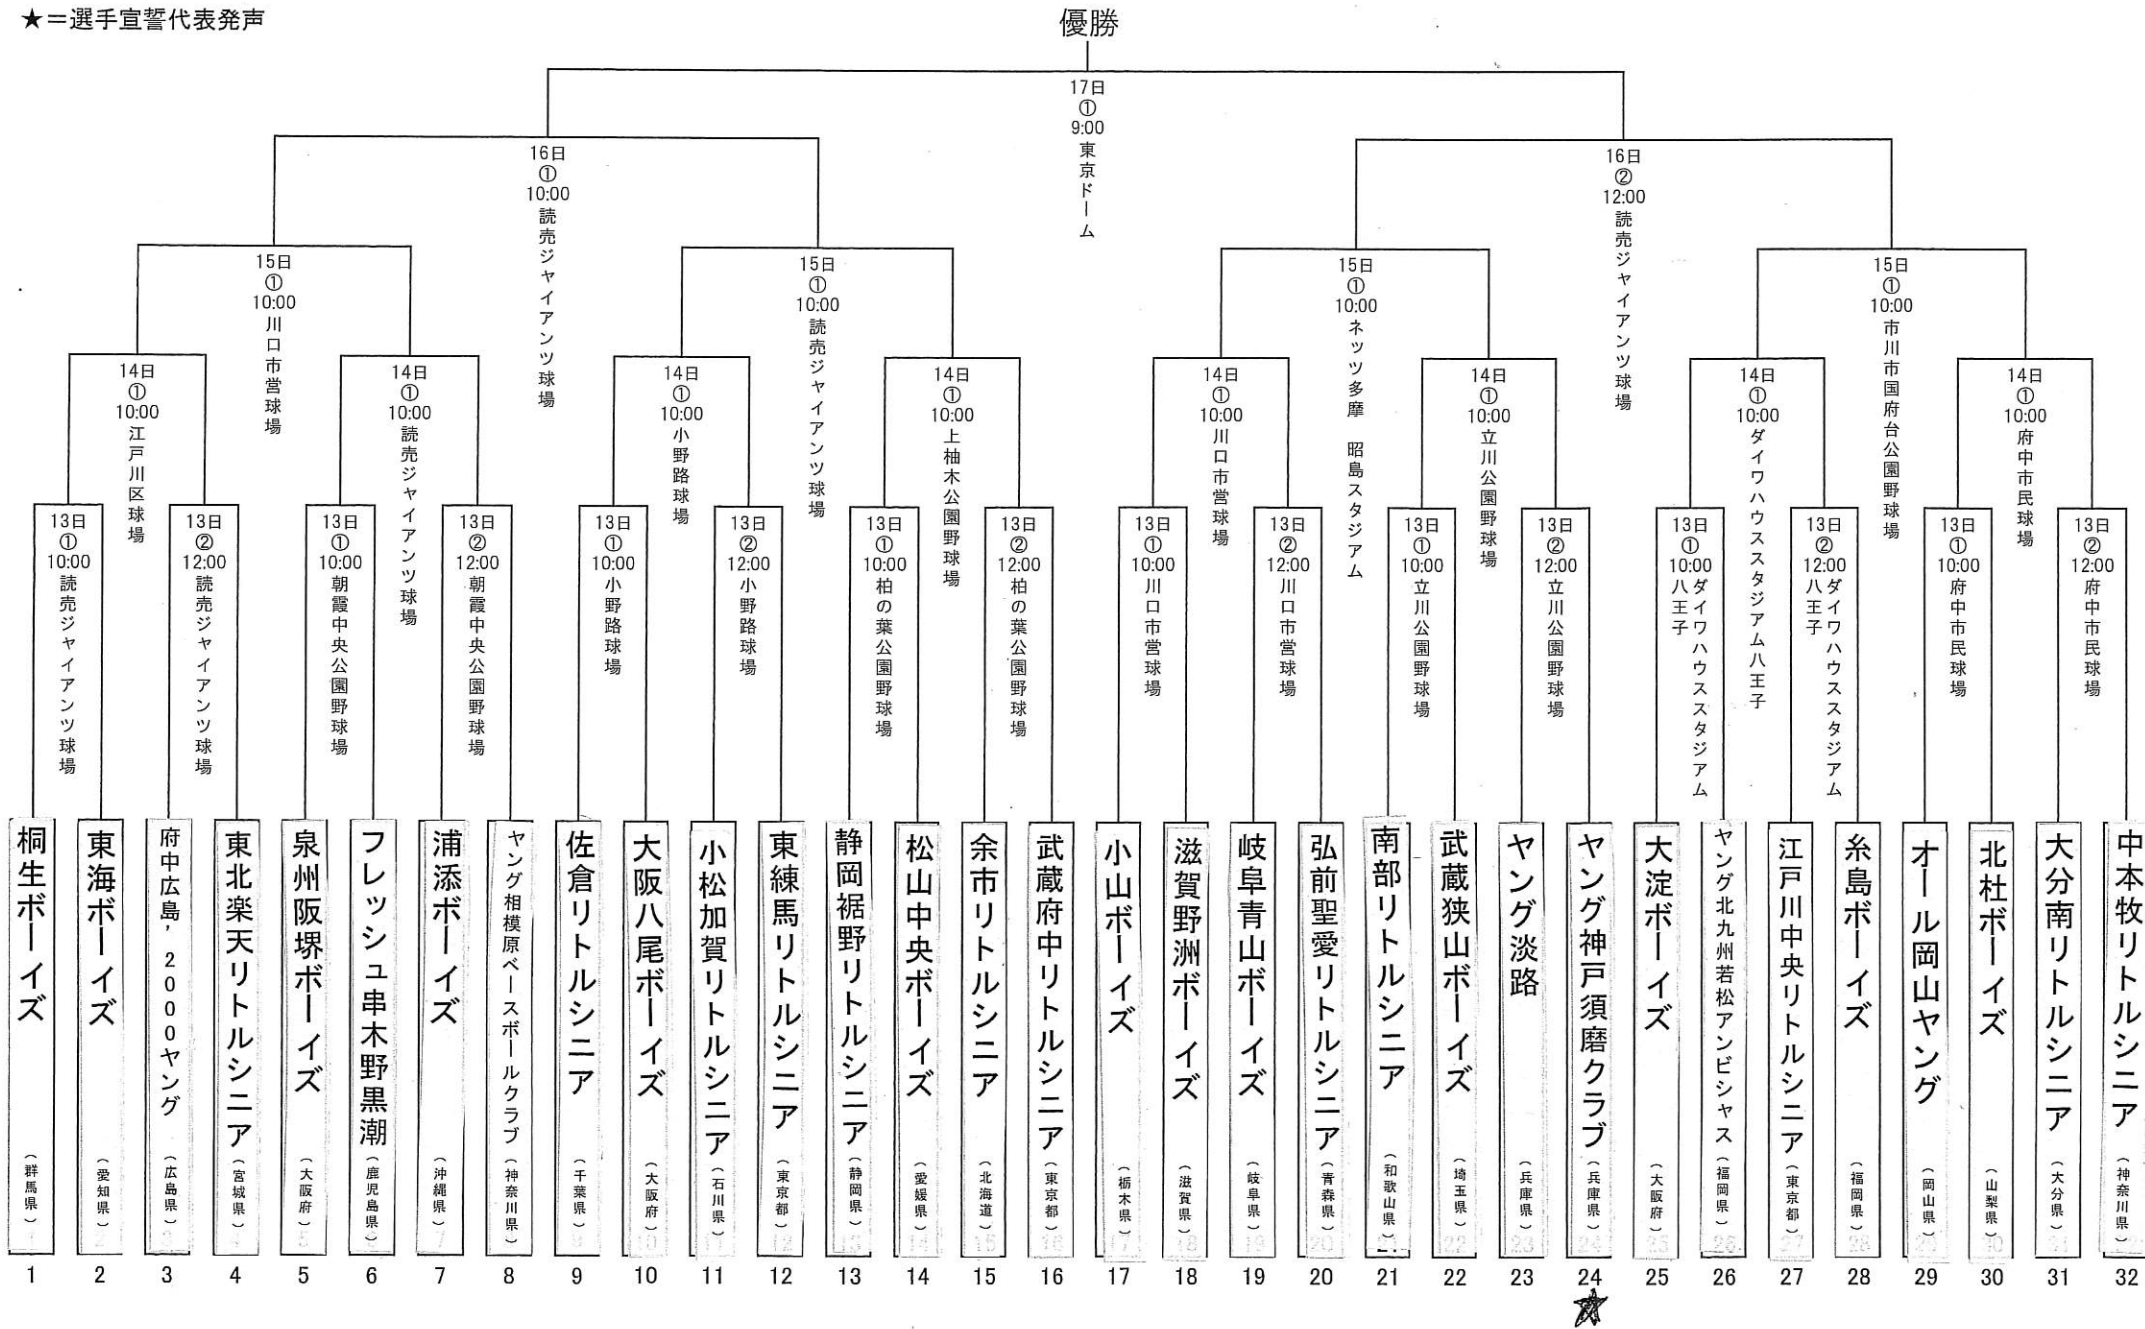 ★＝選手宣誓代表発声
優勝
17日
①
9:00
東京ドーム
16日
①
10:00
読売ジャイアンツ球場
16日
②
12:00
読売ジャイアンツ球場
15日
①
10:00
川口市営球場
15日
①
10:00
読売ジャイアンツ球場
15日
①
10:00
ネッツ多摩　昭島スタジアム
15日
①
10:00
市川市国府台公園野球場
14日
①
10:00
江戸川区球場
14日
①
10:00
読売ジャイアンツ球場
14日
①
10:00
小野路球場
14日
①
10:00
上柚木公園野球場
14日
①
10:00
川口市営球場
14日
①
10:00
立川公園野球場
14日
①
10:00
ダイワハウススタジアム八王子
14日
①
10:00
府中市民球場
13日
①
10:00
読売ジャイアンツ球場
13日
②
12:00
読売ジャイアンツ球場
13日
①
10:00
朝霞中央公園野球場
13日
②
12:00
朝霞中央公園野球場
13日
①
10:00
小野路球場
13日
②
12:00
小野路球場
13日
①
10:00
柏の葉公園野球場
13日
②
12:00
柏の葉公園野球場
13日
①
10:00
川口市営球場
13日
②
12:00
川口市営球場
13日
①
10:00
立川公園野球場
13日
②
12:00
立川公園野球場
13日
①
10:00
ダイワハウススタジアム
八王子
13日
②
12:00
ダイワハウススタジアム
八王子
13日
①
10:00
府中市民球場
13日
②
12:00
府中市民球場
桐生ボーイズ（群馬県）
1
東海ボーイズ（愛知県）
2
府中広島，2000ヤング（広島県）
3
東北楽天リトルシニア（宮城県）
4
泉州阪堺ボーイズ（大阪府）
5
フレッシュ串木野黒潮（鹿児島県）
6
浦添ボーイズ（沖縄県）
7
ヤング相模原ベースボールクラブ（神奈川県）
8
佐倉リトルシニア（千葉県）
9
大阪八尾ボーイズ（大阪府）
10
小松加賀リトルシニア（石川県）
11
東練馬リトルシニア（東京都）
12
静岡裾野リトルシニア（静岡県）
13
松山中央ボーイズ（愛媛県）
14
余市リトルシニア（北海道）
15
武蔵府中リトルシニア（東京都）
16
小山ボーイズ（栃木県）
17
滋賀野洲ボーイズ（滋賀県）
18
岐阜青山ボーイズ（岐阜県）
19
弘前聖愛リトルシニア（青森県）
20
南部リトルシニア（和歌山県）
21
武蔵狭山ボーイズ（埼玉県）
22
ヤング淡路（兵庫県）
23
ヤング神戸須磨クラブ（兵庫県）
24
☆
大淀ボーイズ（大阪府）
25
ヤング北九州若松アンビシャス（福岡県）
26
江戸川中央リトルシニア（東京都）
27
糸島ボーイズ（福岡県）
28
オール岡山ヤング（岡山県）
29
北杜ボーイズ（山梨県）
30
大分南リトルシニア（大分県）
31
中本牧リトルシニア（神奈川県）
32